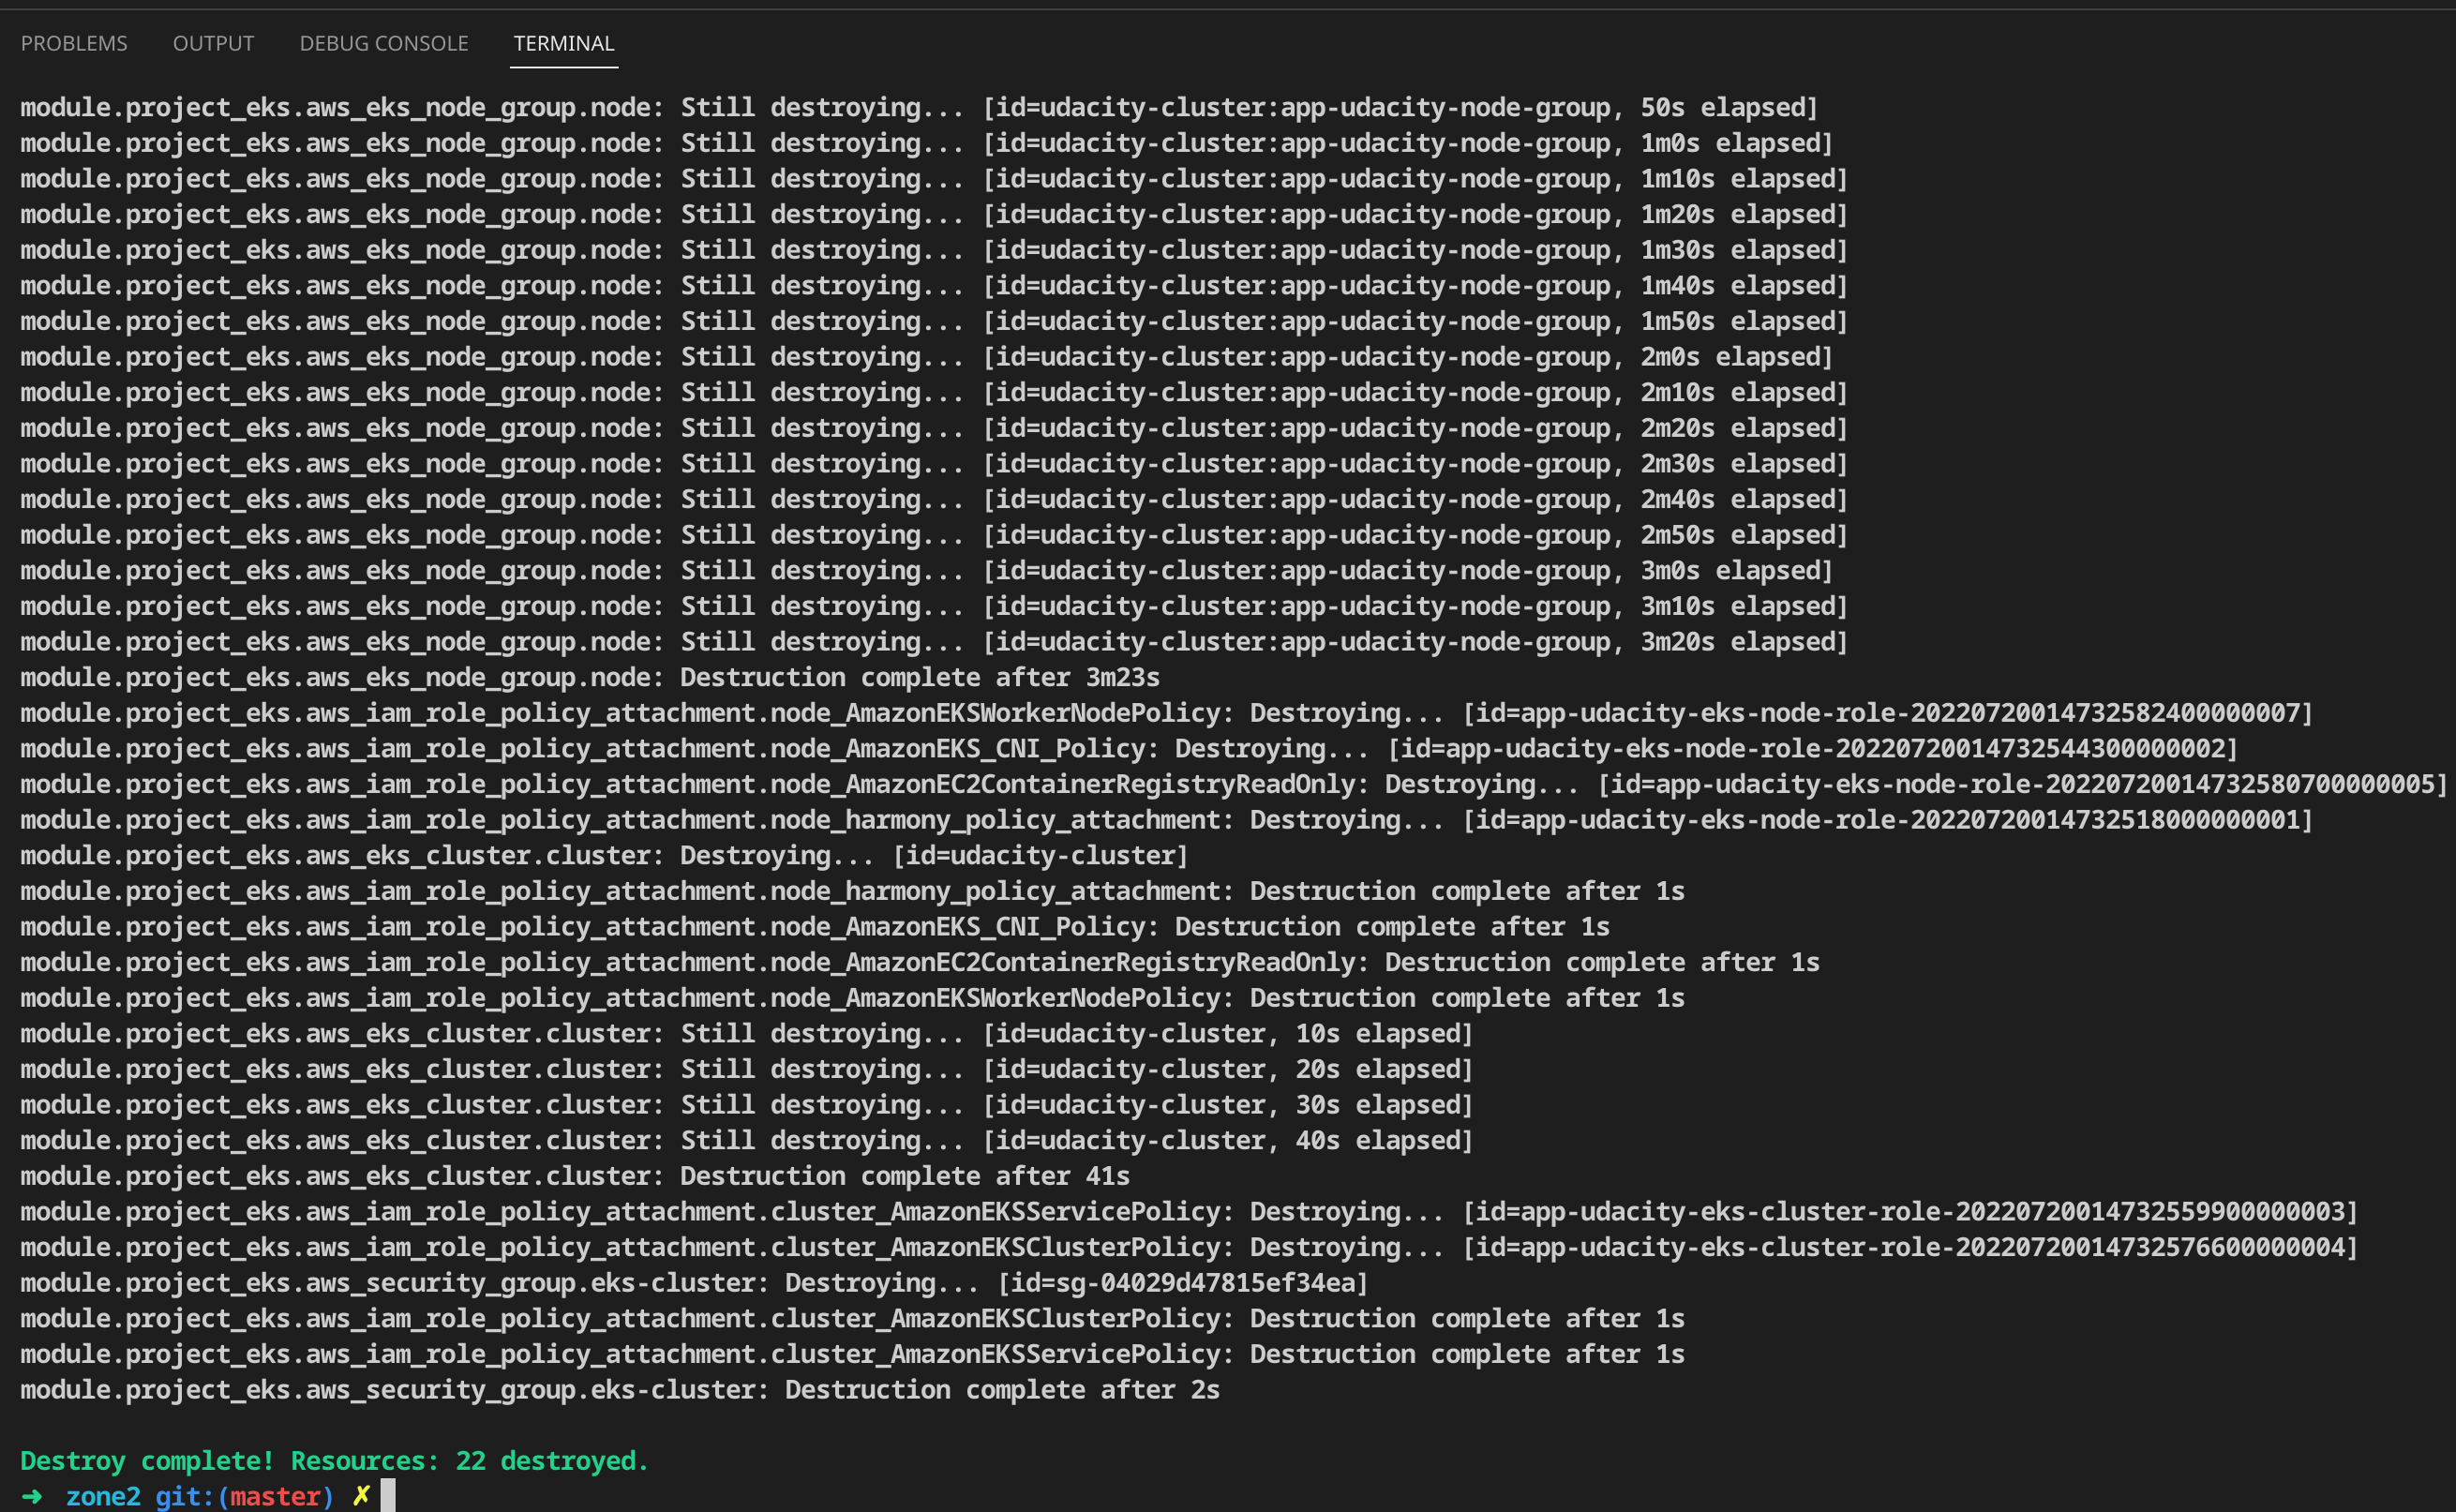 PROBLEMS OUTPUT DEBUG CONSOLE TERMINAL
module.project_eks.aws_eks_node_group.node: Still destroying... [id=udacity-cluster:app-udacity-node-group, 50s elapsed]
module.project_eks.aws_eks_node_group.node: Still destroying... [id=udacity-cluster:app-udacity-node-group, 1m0s elapsed]
module.project_eks.aws_eks_node_group.node: Still destroying... [id=udacity-cluster:app-udacity-node-group, 1m10s elapsed]
module.project_eks.aws_eks_node_group.node: Still destroying... [id=udacity-cluster:app-udacity-node-group, 1m20s elapsed]
module.project_eks.aws_eks_node_group.node: Still destroying... [id=udacity-cluster:app-udacity-node-group, 1m30s elapsed]
module.project_eks.aws_eks_node_group.node: Still destroying... [id=udacity-cluster:app-udacity-node-group, 1m40s elapsed]
module.project_eks.aws_eks_node_group.node: Still destroying... [id=udacity-cluster:app-udacity-node-group, 1m50s elapsed]
module.project_eks.aws_eks_node_group.node: Still destroying... [id=udacity-cluster:app-udacity-node-group, 2m0s elapsed]
module.project_eks.aws_eks_node_group.node: Still destroying... [id=udacity-cluster:app-udacity-node-group, 2m10s elapsed]
module.project_eks.aws_eks_node_group.node: Still destroying... [id=udacity-cluster:app-udacity-node-group, 2m20s elapsed]
module.project_eks.aws_eks_node_group.node: Still destroying... [id=udacity-cluster:app-udacity-node-group, 2m30s elapsed]
module.project_eks.aws_eks_node_group.node: Still destroying... [id=udacity-cluster:app-udacity-node-group, 2m40s elapsed]
module.project_eks.aws_eks_node_group.node: Still destroying... [id=udacity-cluster:app-udacity-node-group, 2m50s elapsed]
module.project_eks.aws_eks_node_group.node: Still destroying... [id=udacity-cluster:app-udacity-node-group, 3m0s elapsed]
module.project_eks.aws_eks_node_group.node: Still destroying... [id=udacity-cluster:app-udacity-node-group, 3m10s elapsed]
module.project_eks.aws_eks_node_group.node: Still destroying... [id=udacity-cluster:app-udacity-node-group, 3m20s elapsed]
module.project_eks.aws_eks_node_group.node: Destruction complete after 3m23s
module.project_eks.aws_iam_role_policy_attachment.node_AmazonEKSWorkerNodePolicy: Destroying... [id=app-udacity-eks-node-role-20220720014732582400000007]
module.project_eks.aws_iam_role_policy_attachment.node_AmazonEKS_CNI_Policy: Destroying... [id=app-udacity-eks-node-role-20220720014732544300000002]
module.project_eks.aws_iam_role_policy_attachment.node_AmazonEC2ContainerRegistryReadOnly: Destroying... [id=app-udacity-eks-node-role-20220720014732580700000005]
module.project_eks.aws_iam_role_policy_attachment.node_harmony_policy_attachment: Destroying... [id=app-udacity-eks-node-role-20220720014732518000000001]
module.project_eks.aws_eks_cluster.cluster: Destroying... [id=udacity-cluster]
module.project_eks.aws_iam_role_policy_attachment.node_harmony_policy_attachment: Destruction complete after 1s
module.project_eks.aws_iam_role_policy_attachment.node_AmazonEKS_CNI_Policy: Destruction complete after 1s
module.project_eks.aws_iam_role_policy_attachment.node_AmazonEC2ContainerRegistryReadOnly: Destruction complete after 1s
module.project_eks.aws_iam_role_policy_attachment.node_AmazonEKSWorkerNodePolicy: Destruction complete after 1s
module.project_eks.aws_eks_cluster.cluster: Still destroying... [id=udacity-cluster, 10s elapsed]
module.project_eks.aws_eks_cluster.cluster: Still destroying... [id=udacity-cluster, 20s elapsed]
module.project_eks.aws_eks_cluster.cluster: Still destroying... [id=udacity-cluster, 30s elapsed]
module.project_eks.aws_eks_cluster.cluster: Still destroying... [id=udacity-cluster, 40s elapsed]
module.project_eks.aws_eks_cluster.cluster: Destruction complete after 41s
module.project_eks.aws_iam_role_policy_attachment.cluster_AmazonEKSServicePolicy: Destroying... [id=app-udacity-eks-cluster-role-20220720014732559900000003]
module.project_eks.aws_iam_role_policy_attachment.cluster_AmazonEKSClusterPolicy: Destroying... [id=app-udacity-eks-cluster-role-20220720014732576600000004]
module.project_eks.aws_security_group.eks-cluster: Destroying... [id=sg-04029d47815ef34ea]
module.project_eks.aws_iam_role_policy_attachment.cluster_AmazonEKSClusterPolicy: Destruction complete after 1s
module.project_eks.aws_iam_role_policy_attachment.cluster_AmazonEKSServicePolicy: Destruction complete after 1s
module.project_eks.aws_security_group.eks-cluster: Destruction complete after 2s
Destroy complete! Resources: 22 destroyed.
➜ zone2 git:(master) ✗